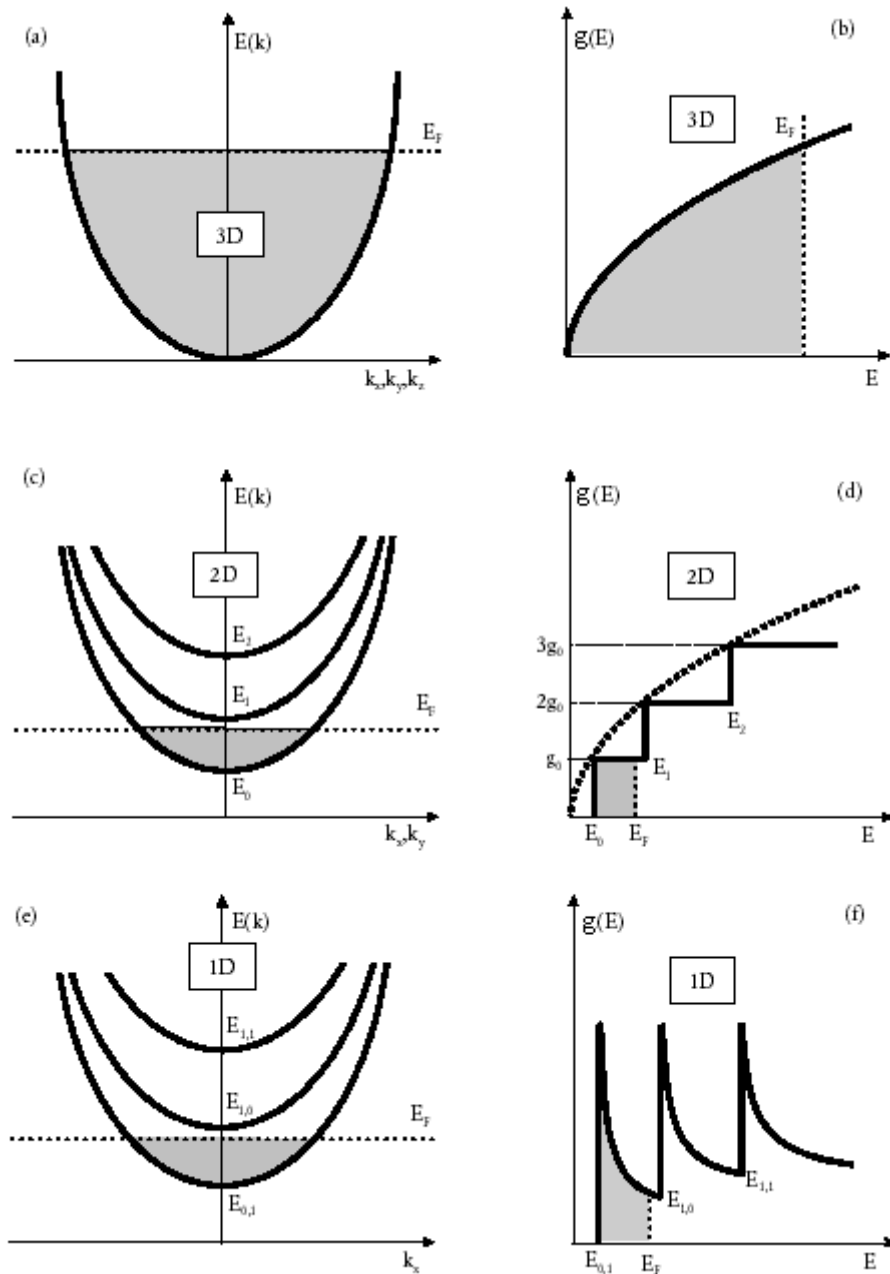 (a)
E(k)
E_F
3D
k_x,k_y,k_z
g(E)
(b)
3D
E_F
E
(c)
E(k)
2D
E_2
E_1
E_F
E_0
k_x,k_y
g(E)
(d)
2D
3g_0
2g_0
g_0
E_2
E_1
E_0
E_F
E
(e)
E(k)
1D
E_1,1
E_1,0
E_F
E_0,1
k_x
g(E)
(f)
1D
E_1,1
E_1,0
E_0,1
E_F
E